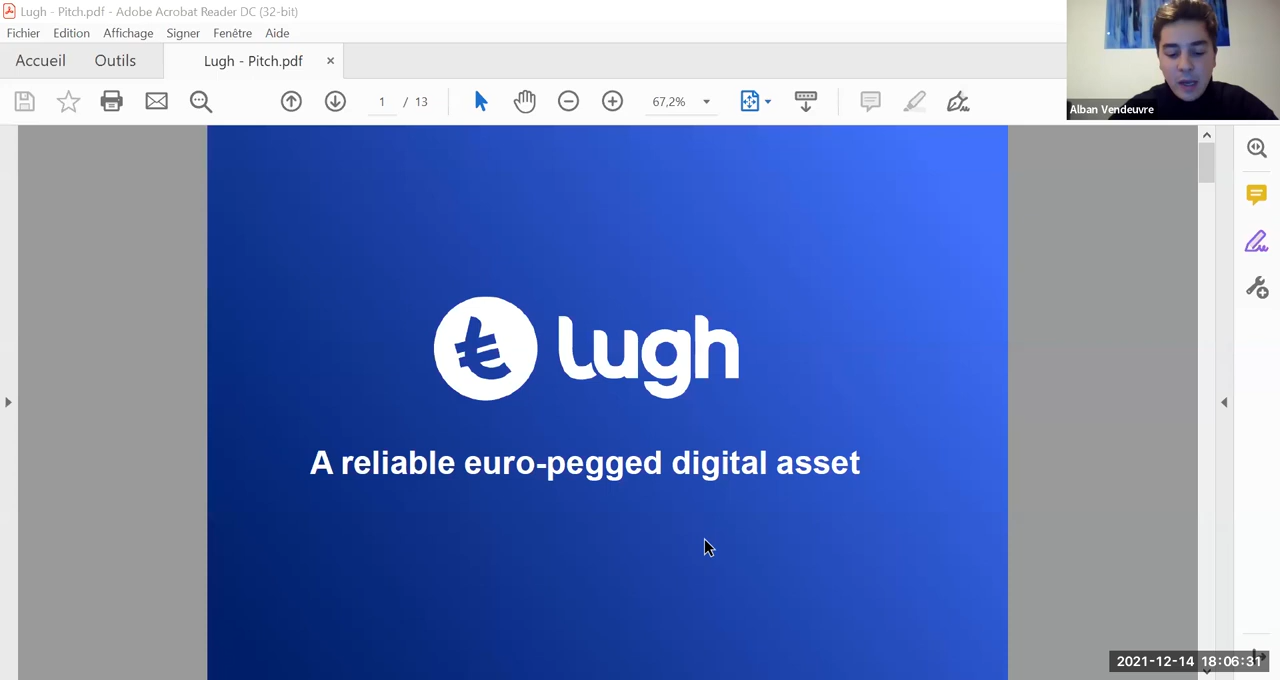 Lugh - Pitch.pdf - Adobe Acrobat Reader DC (32-bit)
Fichier Edition Affichage Signer Fenêtre Aide
Accueil Outils Lugh - Pitch.pdf ×
1 / 13 67,2%
Alban Vendeuvre
lugh
A reliable euro-pegged digital asset
2021-12-14 18:06:31